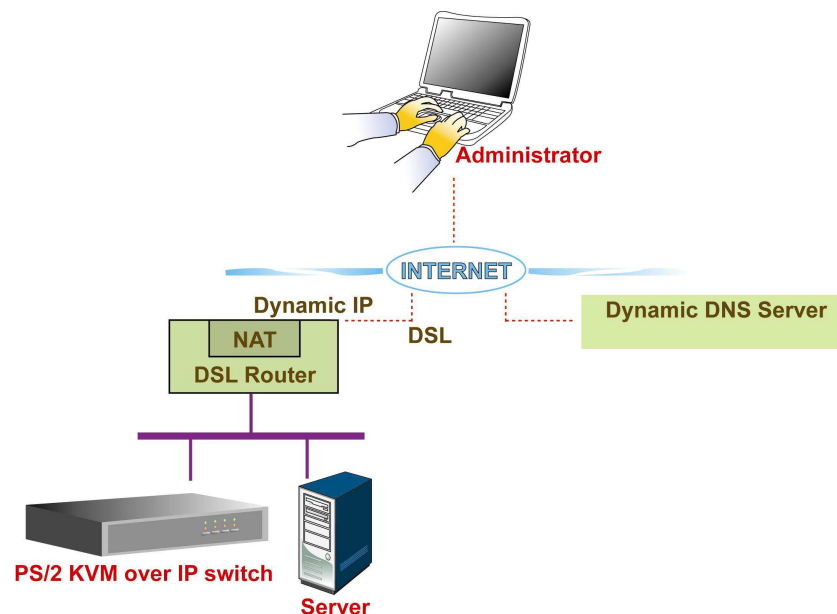 Administrator
INTERNET
Dynamic IP
DSL
Dynamic DNS Server
NAT
DSL Router
PS/2 KVM over IP switch
Server